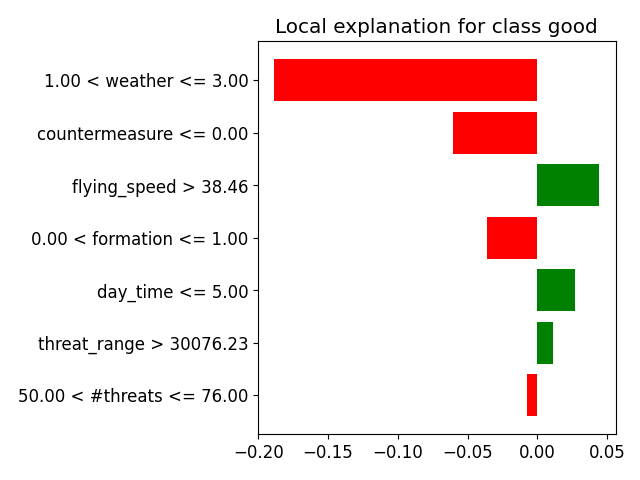 Local explanation for class good
1.00 < weather <= 3.00
countermeasure <= 0.00
flying_speed > 38.46
0.00 < formation <= 1.00
day_time <= 5.00
threat_range > 30076.23
50.00 < #threats <= 76.00
−0.20 −0.15 −0.10 −0.05 0.00 0.05